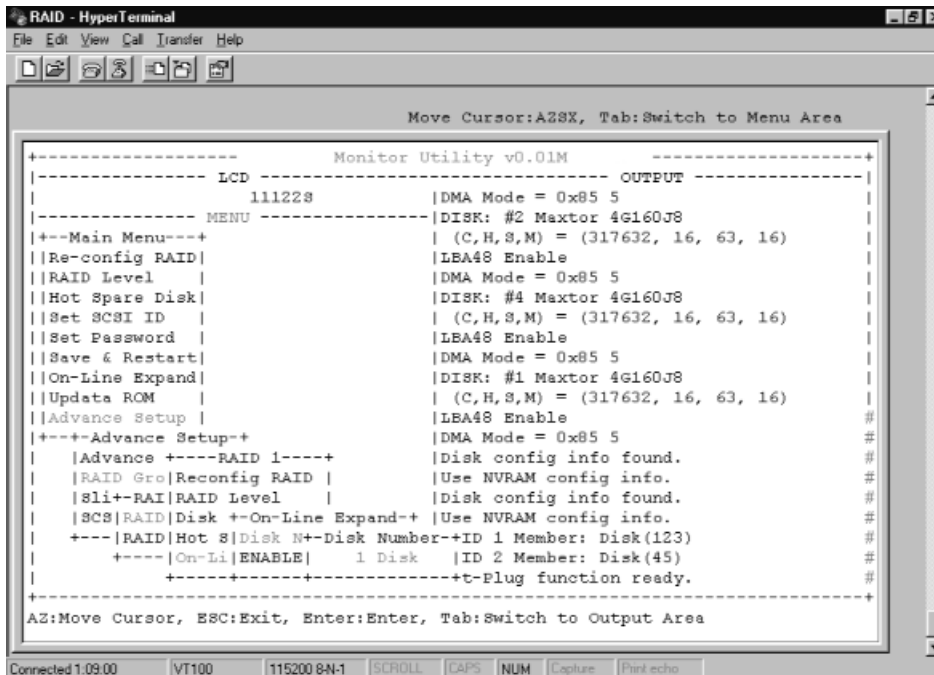 RAID - HyperTerminal
File Edit View Call Transfer Help
Move Cursor:AZSX, Tab:Switch to Menu Area
+------------------- Monitor Utility v0.01M -------------------+
|---------------- LCD --------------------------------- OUTPUT ----------------|
| 11122S |DMA Mode = 0x85 5 |
|--------------- MENU ----------------|DISK: #2 Maxtor 4G160J8 |
|+--Main Menu---+ | (C,H,S,M) = (317632, 16, 63, 16) |
||Re-config RAID| |LBA48 Enable |
||RAID Level | |DMA Mode = 0x85 5 |
||Hot Spare Disk| |DISK: #4 Maxtor 4G160J8 |
||Set SCSI ID | | (C,H,S,M) = (317632, 16, 63, 16) |
||Set Password | |LBA48 Enable |
||Save & Restart| |DMA Mode = 0x85 5 |
||On-Line Expand| |DISK: #1 Maxtor 4G160J8 |
||Updata ROM | | (C,H,S,M) = (317632, 16, 63, 16) |
||Advance Setup | |LBA48 Enable #
|+--+-Advance Setup-+ |DMA Mode = 0x85 5 #
| |Advance +----RAID 1----+ |Disk config info found. #
| |RAID Gro|Reconfig RAID | |Use NVRAM config info. #
| |Sli+-RAI|RAID Level | |Disk config info found. #
| |SCS|RAID|Disk +-On-Line Expand-+ |Use NVRAM config info. #
| +---|RAID|Hot S|Disk N+-Disk Number-+ID 1 Member: Disk(123) #
| +----|On-Li|ENABLE| 1 Disk |ID 2 Member: Disk(45) #
| +-----+------+--------------+t-Plug function ready. #
+------------------------------------------------------------------------------+
AZ:Move Cursor, ESC:Exit, Enter:Enter, Tab:Switch to Output Area
Connected 1:09:00 VT100 115200 8-N-1 SCROLL CAPS NUM Capture Print echo